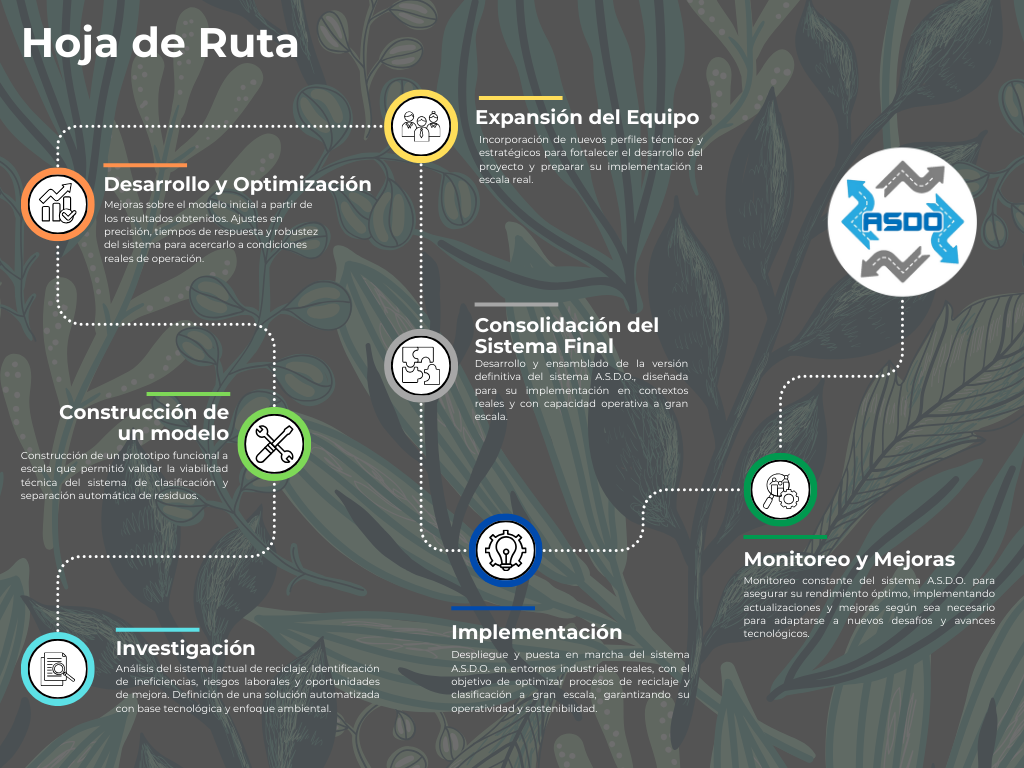 Hoja de Ruta
Expansión del Equipo
Incorporación de nuevos perfiles técnicos y
estratégicos para fortalecer el desarrollo del
proyecto y preparar su implementación a
escala real.
Desarrollo y Optimización
Mejoras sobre el modelo inicial a partir de
los resultados obtenidos. Ajustes en
precisión, tiempos de respuesta y robustez
del sistema para acercarlo a condiciones
reales de operación.
ASDO
Consolidación del
Sistema Final
Desarrollo y ensamblado de la versión
definitiva del sistema A.S.D.O., diseñada
para su implementación en contextos
reales y con capacidad operativa a gran
escala.
Construcción de
un modelo
Construcción de un prototipo funcional a
escala que permitió validar la viabilidad
técnica del sistema de clasificación y
separación automática de residuos.
Monitoreo y Mejoras
Monitoreo constante del sistema A.S.D.O. para
asegurar su rendimiento óptimo, implementando
actualizaciones y mejoras según sea necesario
para adaptarse a nuevos desafíos y avances
tecnológicos.
Implementación
Despliegue y puesta en marcha del sistema
A.S.D.O. en entornos industriales reales, con el
objetivo de optimizar procesos de reciclaje y
clasificación a gran escala, garantizando su
operatividad y sostenibilidad.
Investigación
Análisis del sistema actual de reciclaje. Identificación
de ineficiencias, riesgos laborales y oportunidades
de mejora. Definición de una solución automatizada
con base tecnológica y enfoque ambiental.